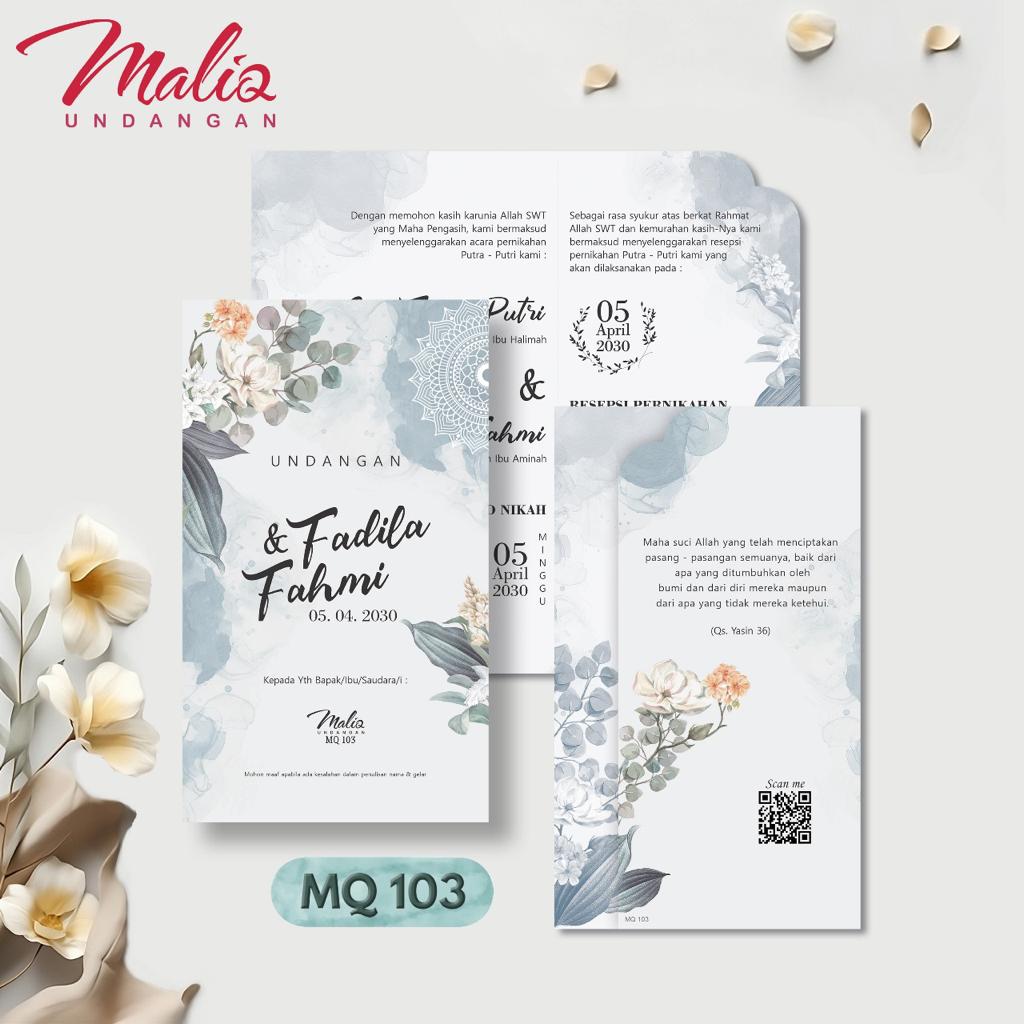 Maliq
UNDANGAN
Dengan memohon kasih karunia Allah SWT
yang Maha Pengasih, kami bermaksud
menyelenggarakan acara pernikahan
Putra - Putri kami :
Putri
Ibu Halimah
&
Ibu Aminah
NIKAH
05
April
2030
MINGGU
Sebagai rasa syukur atas berkat Rahmat
Allah SWT dan kemurahan kasih-Nya kami
bermaksud menyelenggarakan resepsi
pernikahan Putra - Putri kami yang
akan dilaksanakan pada :
05
April
2030
RESEPSI PERNIKAHAN
UNDANGAN
& Fadila
Fahmi
05. 04. 2030
Kepada Yth Bapak/Ibu/Saudara/i :
Maliq
UNDANGAN
MQ 103
Mohon maaf apabila ada kesalahan dalam penulisan nama & gelar
Maha suci Allah yang telah menciptakan
pasang - pasangan semuanya, baik dari
apa yang ditumbuhkan oleh
bumi dan dari diri mereka maupun
dari apa yang tidak mereka ketehui.
(Qs. Yasin 36)
Scan me
MQ 103
MQ 103